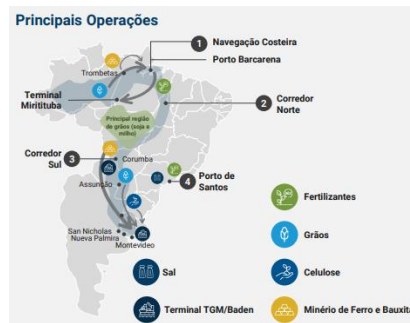 Principais Operações
1 Navegação Costeira
Porto Barcarena
Trombetas
Terminal
Miritituba
2 Corredor
Norte
Principal região
de grãos (soja e
milho)
Corredor
Sul
3
Corumba
Assunção
4 Porto de
Santos
San Nicholas
Nueva Palmira
Montevideo
Fertilizantes
Grãos
Sal
Celulose
Terminal TGM/Baden
Minério de Ferro e Bauxita